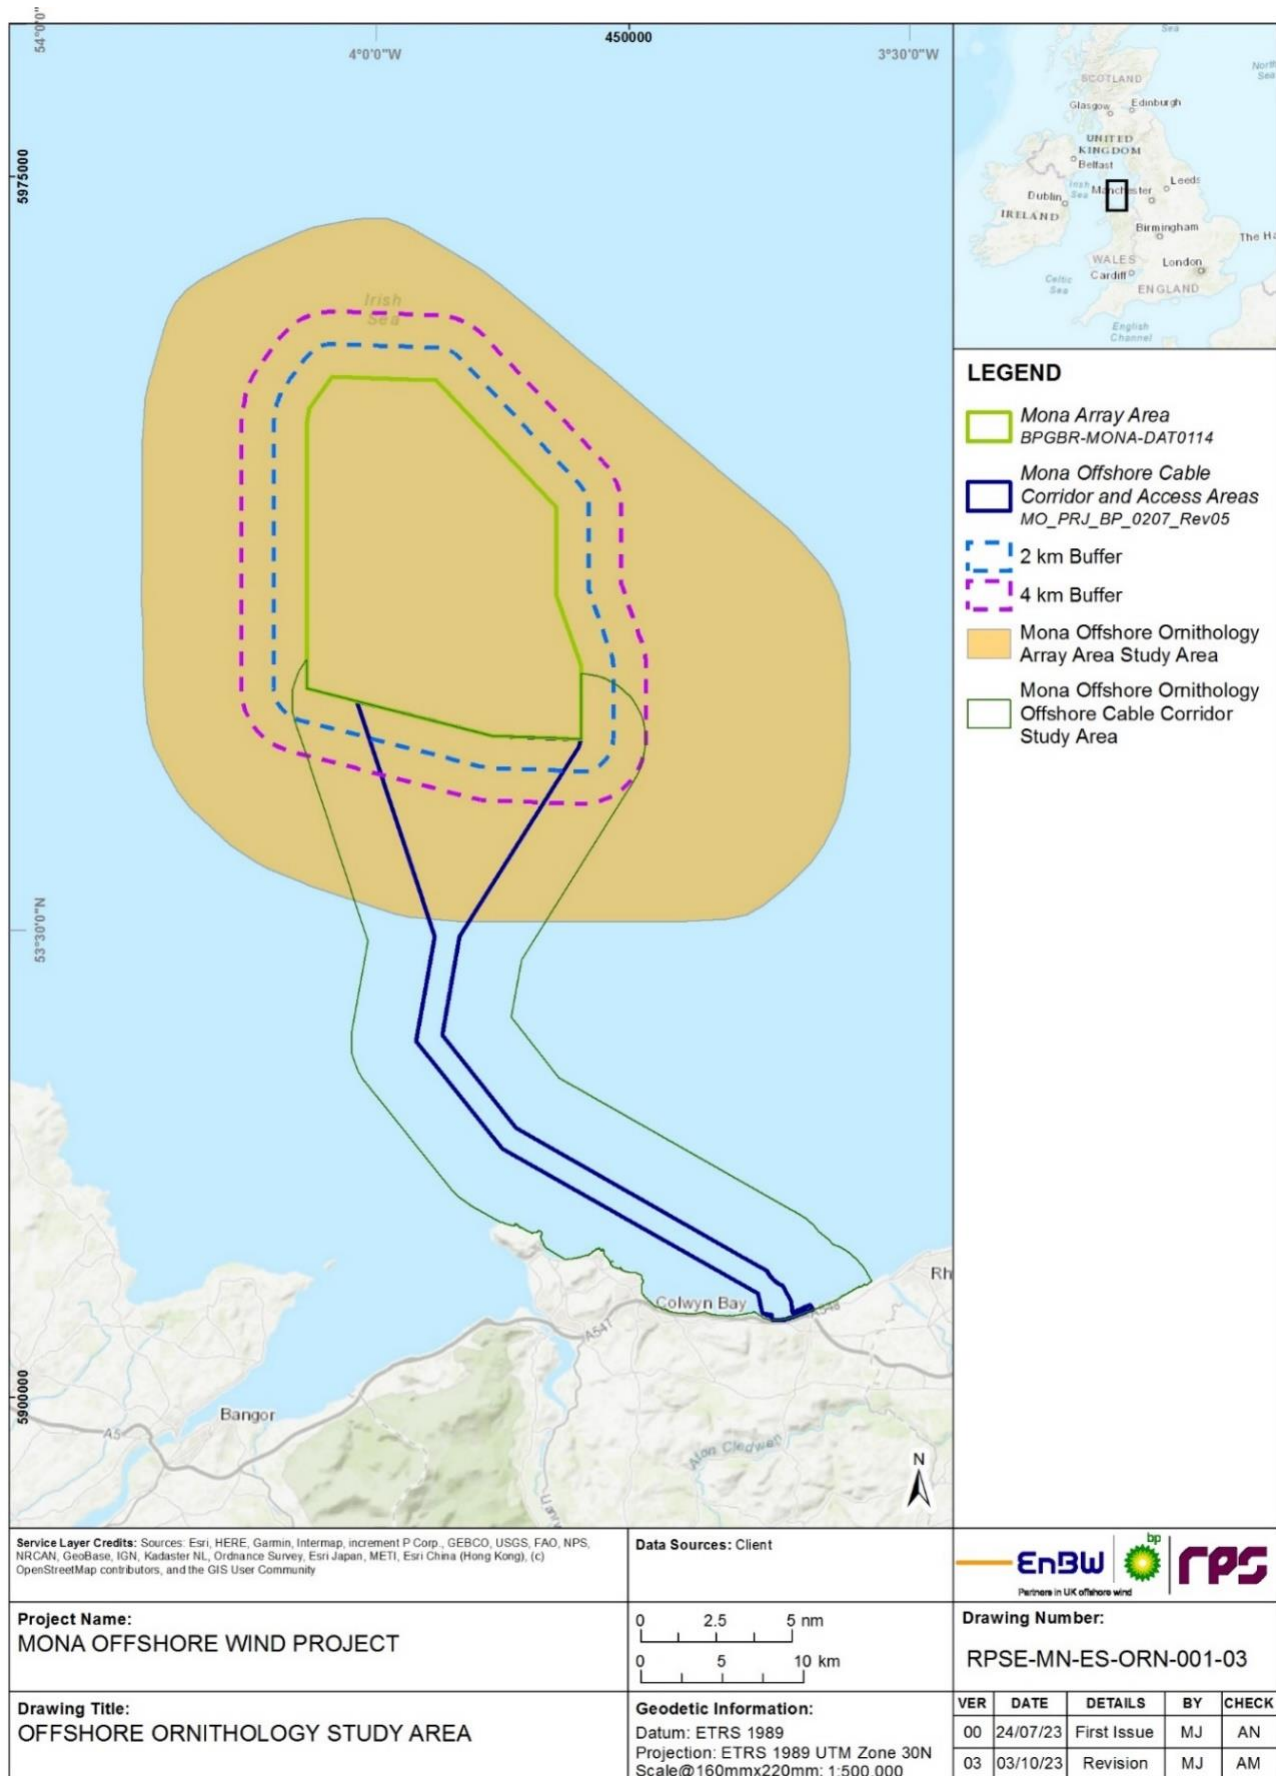 54°0'0"
4°0'0"W
450000
3°30'0"W
5975000
Irish
Sea
53°30'0"N
5900000
Colwyn Bay
Rh
A547
A548
Bangor
A5
N
Sea
North
Sea
SCOTLAND
Glasgow
Edinburgh
UNITED
KINGDOM
Belfast
Irish
Sea
Manchester
Leeds
Dublin
IRELAND
Birmingham
The Ha
WALES
London
Cardiff
Celtic
Sea
ENGLAND
English
Channel
LEGEND
Mona Array Area
BPGBR-MONA-DAT0114
Mona Offshore Cable
Corridor and Access Areas
MO_PRJ_BP_0207_Rev05
2 km Buffer
4 km Buffer
Mona Offshore Ornithology
Array Area Study Area
Mona Offshore Ornithology
Offshore Cable Corridor
Study Area
Service Layer Credits: Sources: Esri, HERE, Garmin, Intermap, increment P Corp., GEBCO, USGS, FAO, NPS,
NRCAN, GeoBase, IGN, Kadaster NL, Ordnance Survey, Esri Japan, METI, Esri China (Hong Kong), (c)
OpenStreetMap contributors, and the GIS User Community
Data Sources: Client
EnBW
bp
rps
Partners in UK offshore wind
Project Name:
MONA OFFSHORE WIND PROJECT
0 2.5 5 nm
0 5 10 km
Drawing Number:
RPSE-MN-ES-ORN-001-03
Drawing Title:
OFFSHORE ORNITHOLOGY STUDY AREA
Geodetic Information:
Datum: ETRS 1989
Projection: ETRS 1989 UTM Zone 30N
Scale@160mmx220mm: 1:500,000
VER DATE DETAILS BY CHECK
00 24/07/23 First Issue MJ AN
03 03/10/23 Revision MJ AM